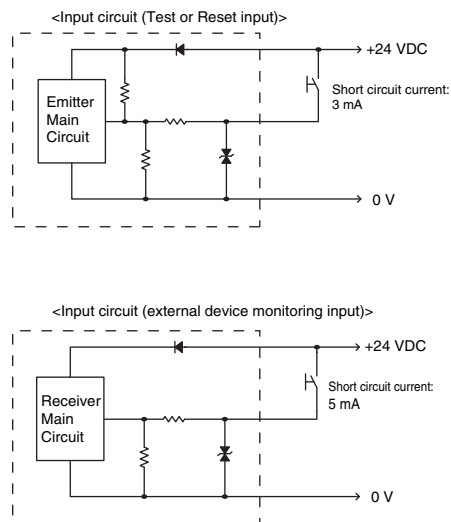 <Input circuit (Test or Reset input)>
+24 VDC
Emitter
Main
Circuit
Short circuit current:
3 mA
0 V
<Input circuit (external device monitoring input)>
+24 VDC
Receiver
Main
Circuit
Short circuit current:
5 mA
0 V